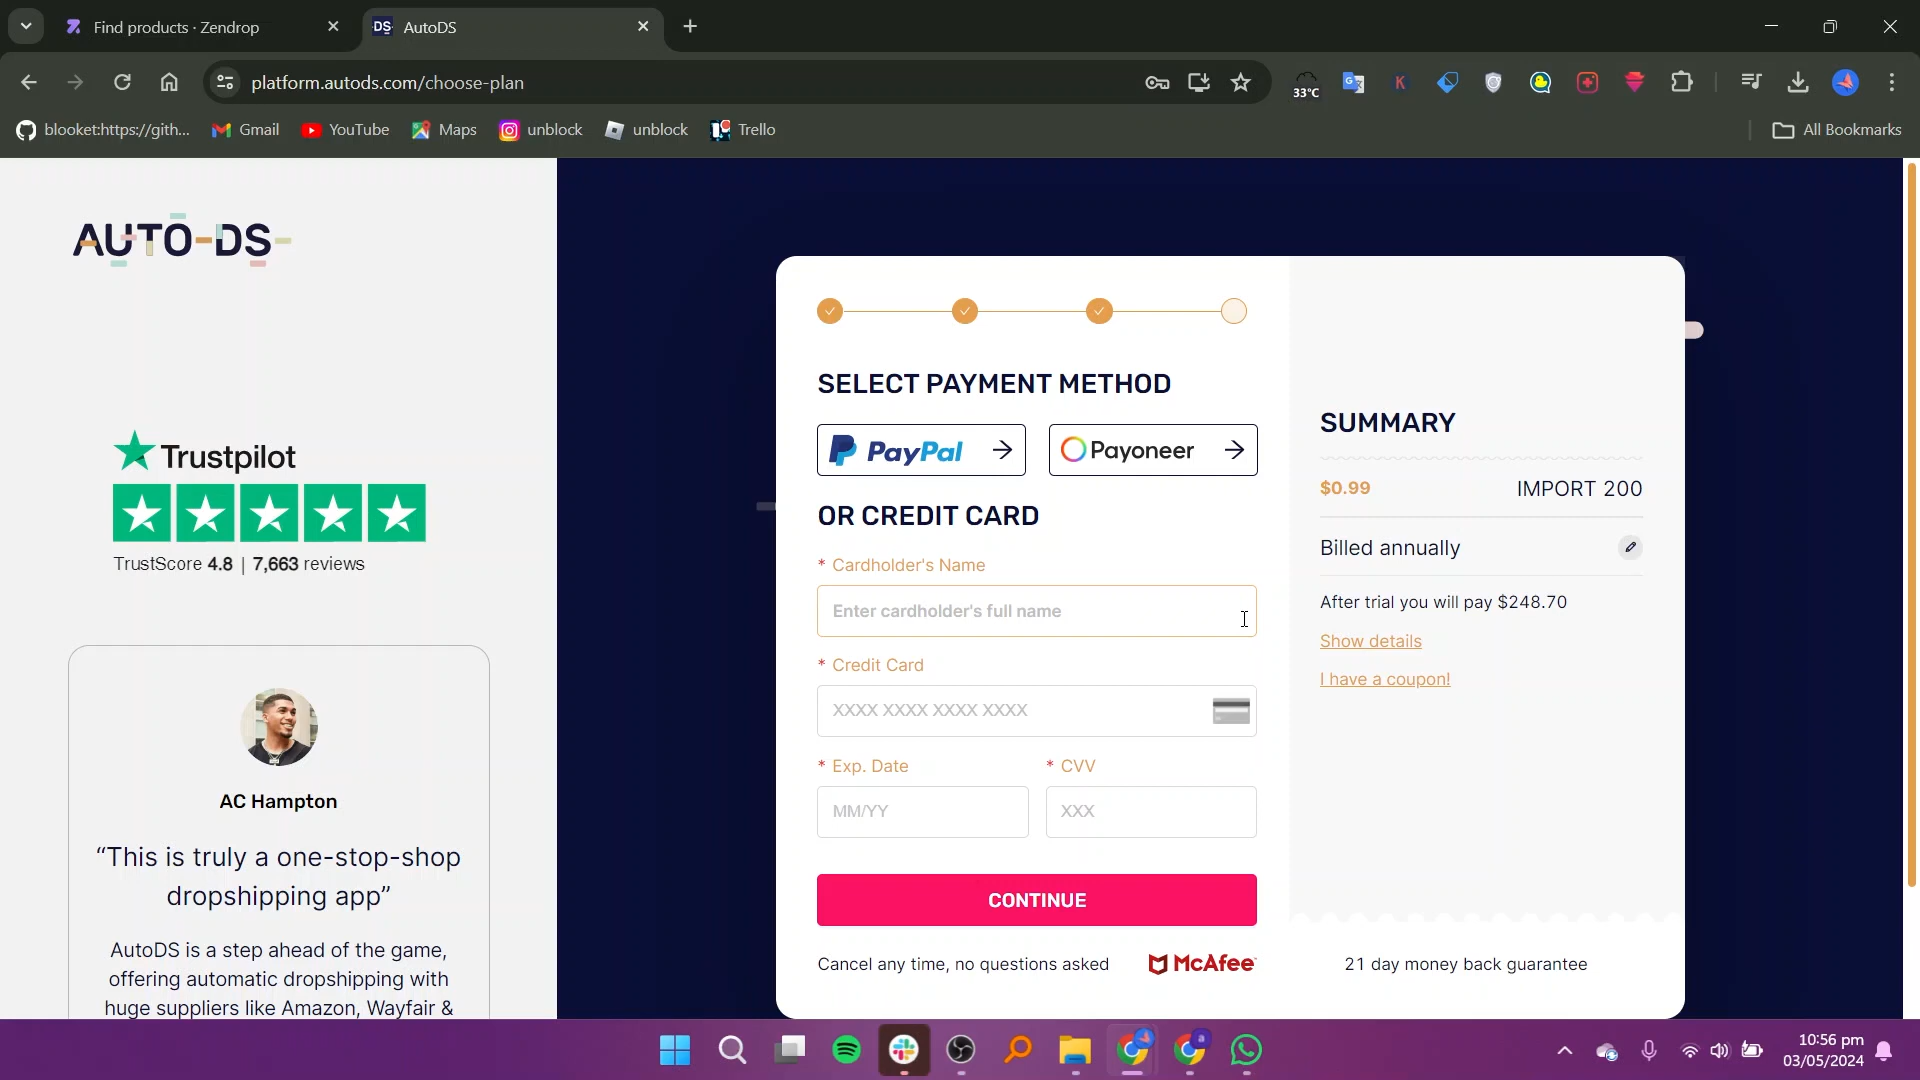 Find products · Zendrop
DS
AutoDS
platform.autods.com/choose-plan
33°C
K
blooket:https://gith...
Gmail
YouTube
Maps
unblock
unblock
Trello
All Bookmarks
AUTO-DS
Trustpilot
TrustScore 4.8 | 7,663 reviews
AC Hampton
“This is truly a one-stop-shop
dropshipping app”
AutoDS is a step ahead of the game,
offering automatic dropshipping with
huge suppliers like Amazon, Wayfair &
SELECT PAYMENT METHOD
PayPal
Payoneer
OR CREDIT CARD
* Cardholder's Name
Enter cardholder's full name
* Credit Card
XXXX XXXX XXXX XXXX
* Exp. Date
* CVV
MM/YY
XXX
CONTINUE
Cancel any time, no questions asked
McAfee
SUMMARY
$0.99
IMPORT 200
Billed annually
After trial you will pay $248.70
Show details
I have a coupon!
21 day money back guarantee
10:56 pm
03/05/2024